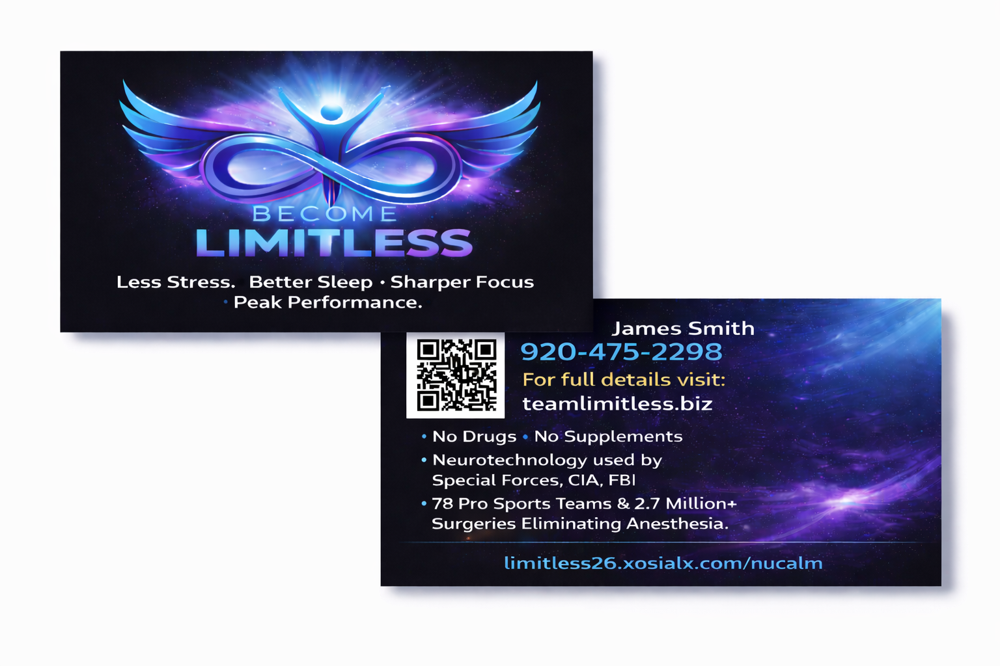 BECOME
LIMITLESS
Less Stress. Better Sleep • Sharper Focus
• Peak Performance.
James Smith
920-475-2298
For full details visit:
teamlimitless.biz
• No Drugs • No Supplements
• Neurotechnology used by
Special Forces, CIA, FBI
• 78 Pro Sports Teams & 2.7 Million+
Surgeries Eliminating Anesthesia.
limitless26.xosialx.com/nucalm